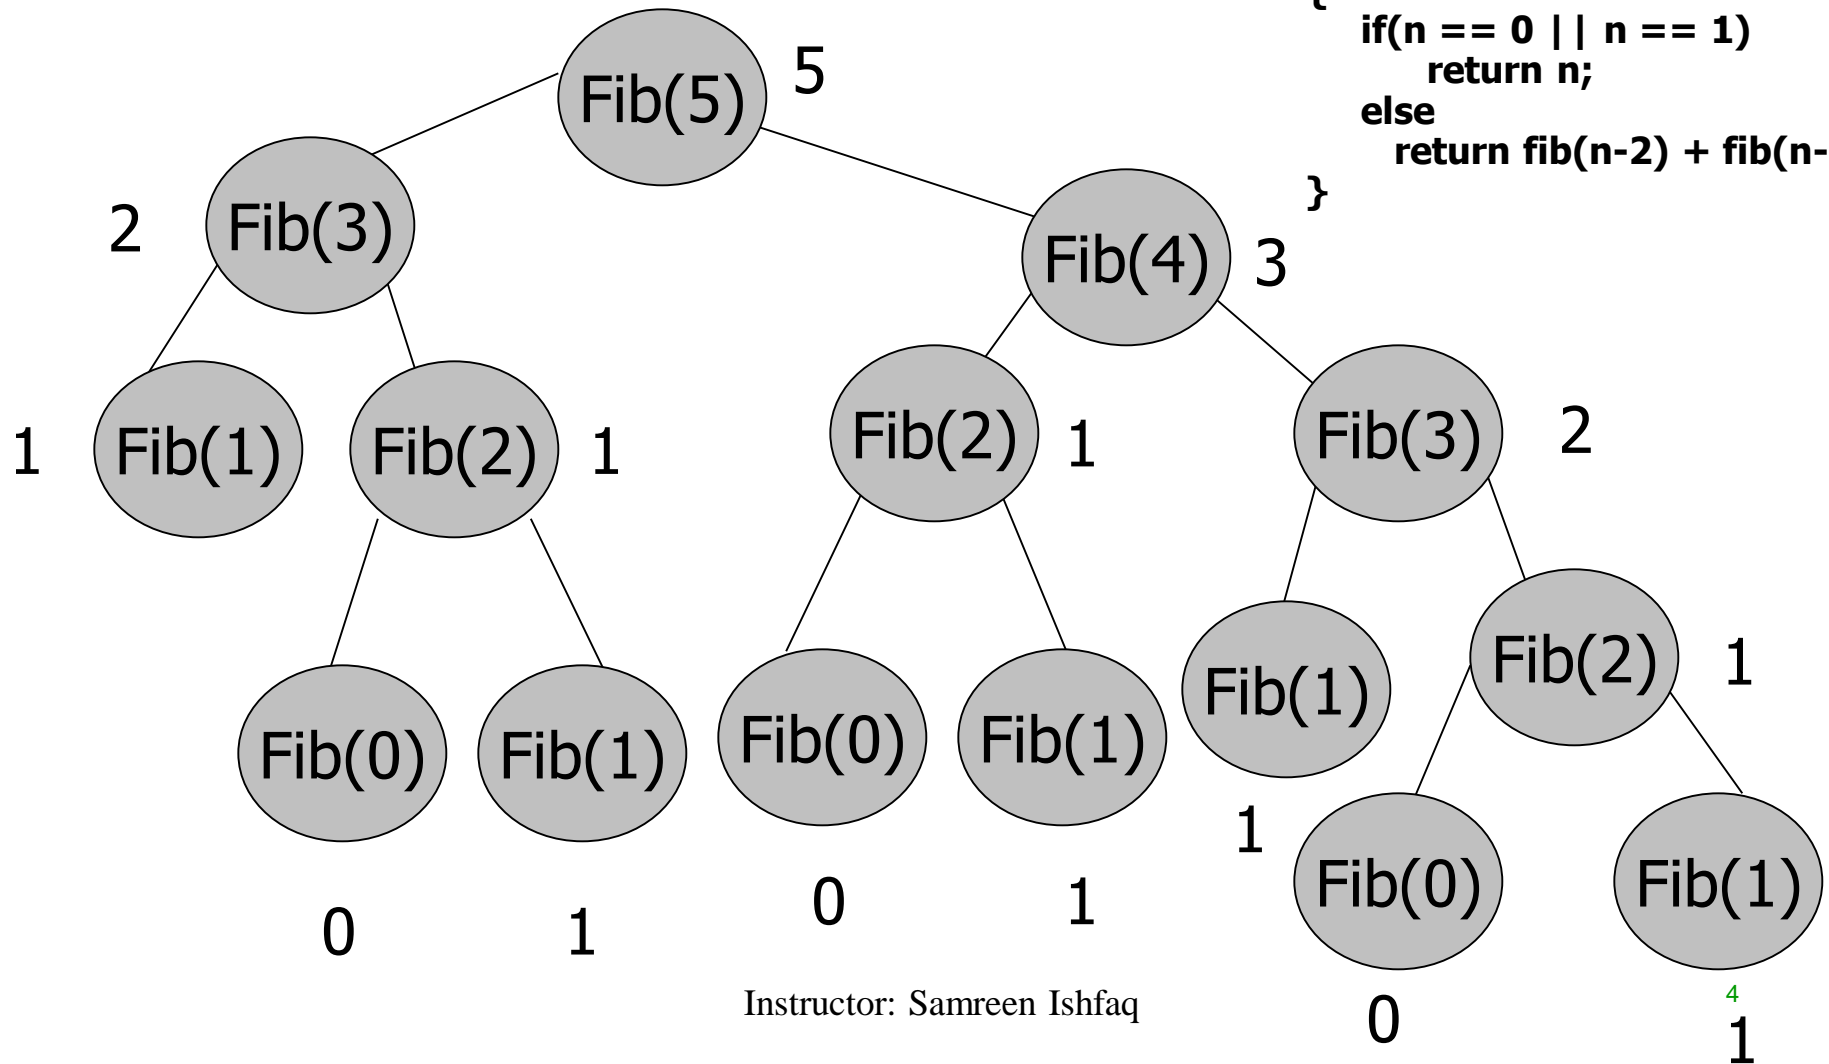 {
if(n == 0 || n == 1)
return n;
else
return fib(n-2) + fib(n-
}
Fib(5) 5
2 Fib(3)
Fib(4) 3
1 Fib(1) Fib(2) 1
Fib(2) 1 Fib(3) 2
Fib(0) Fib(1) Fib(0) Fib(1) Fib(1) Fib(2) 1
0 1 0 1 1 Fib(0) Fib(1)
0 1
Instructor: Samreen Ishfaq
4